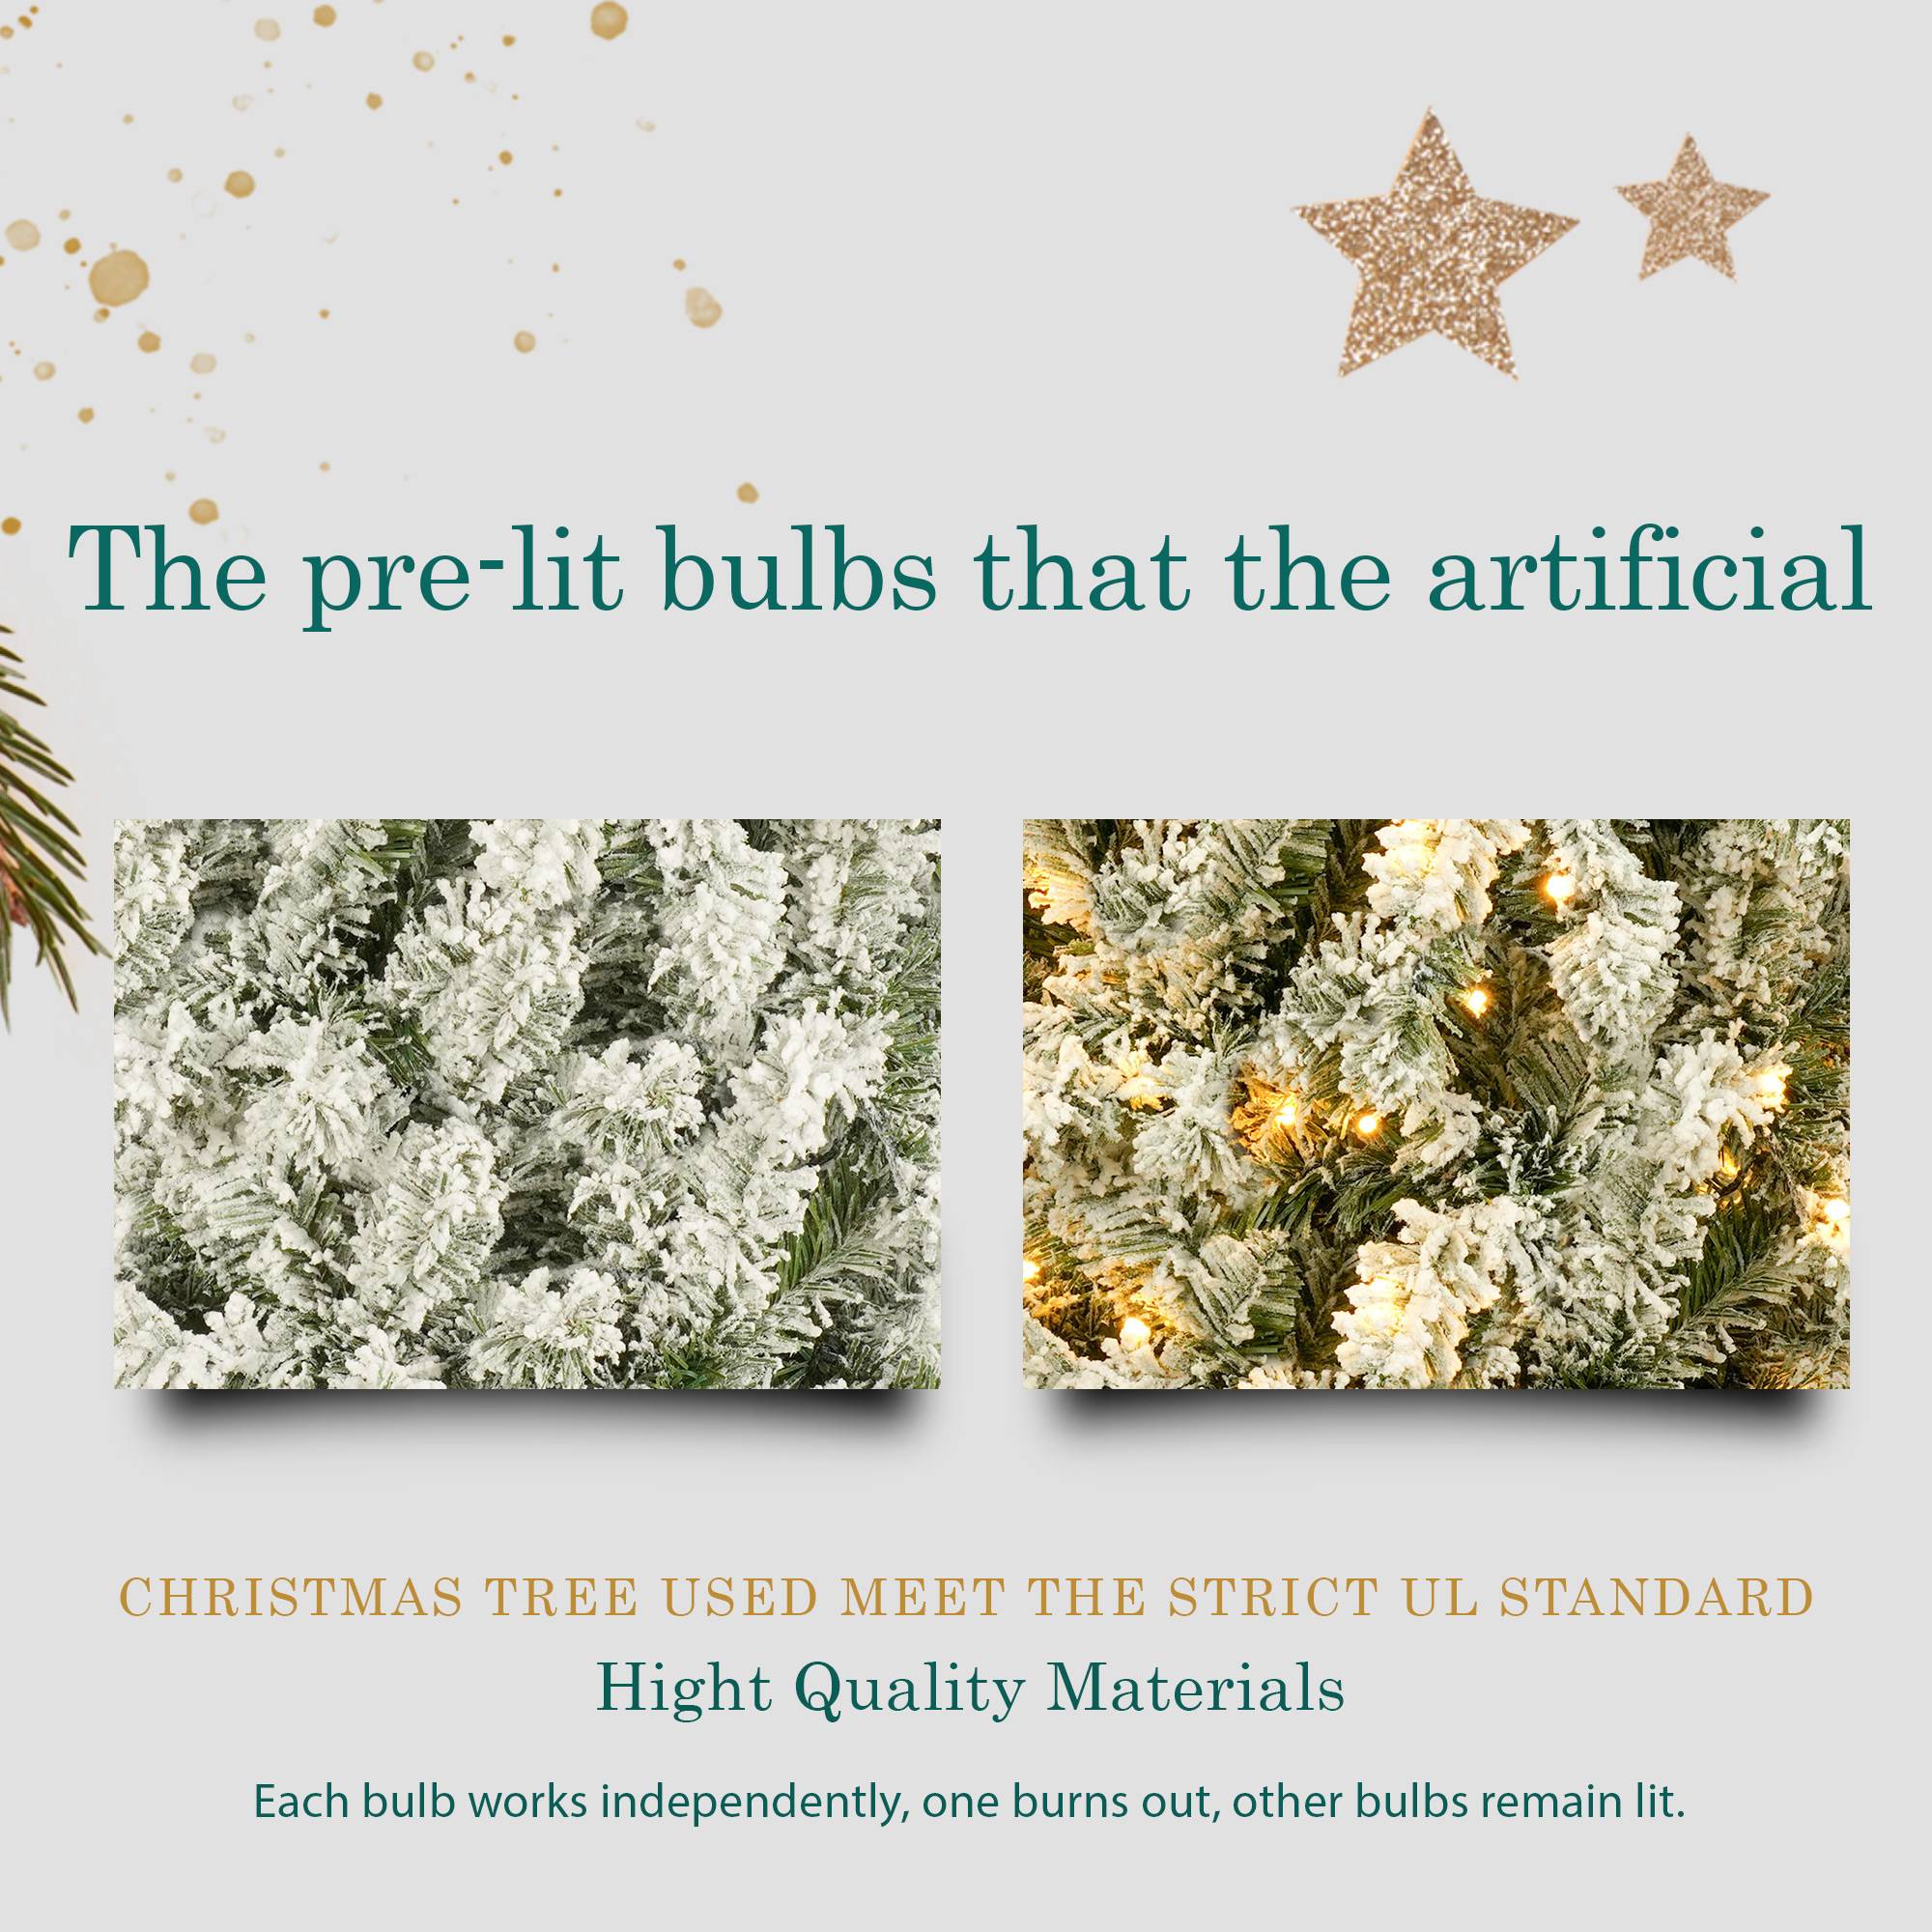 The pre-lit bulbs that the artificial
CHRISTMAS TREE USED MEET THE STRICT UL STANDARD
Hight Quality Materials
Each bulb works independently, one burns out, other bulbs remain lit.